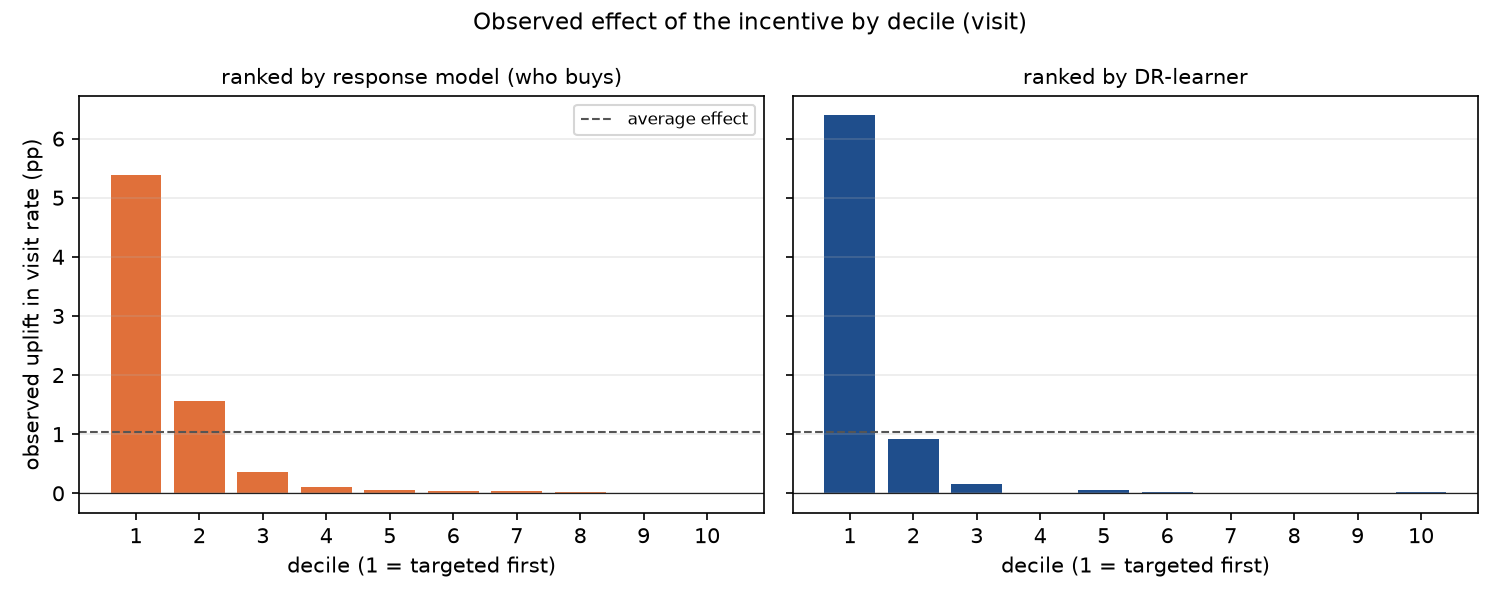 Observed effect of the incentive by decile (visit)
ranked by response model (who buys)
average effect
observed uplift in visit rate (pp)
6
5
4
3
2
1
0
1 2 3 4 5 6 7 8 9 10
decile (1 = targeted first)
ranked by DR-learner
1 2 3 4 5 6 7 8 9 10
decile (1 = targeted first)